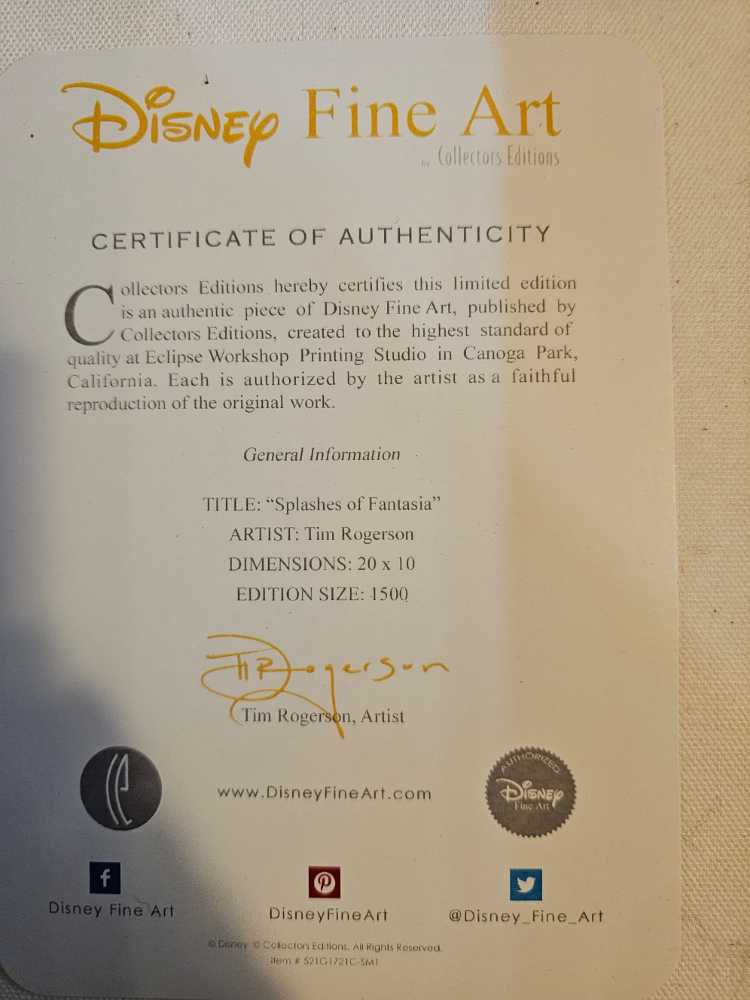 Disney Fine Art
by Collectors Editions
CERTIFICATE OF AUTHENTICITY
Collectors Editions hereby certifies this limited edition
is an authentic piece of Disney Fine Art, published by
Collectors Editions, created to the highest standard of
quality at Eclipse Workshop Printing Studio in Canoga Park,
California. Each is authorized by the artist as a faithful
reproduction of the original work.
General Information
TITLE: “Splashes of Fantasia”
ARTIST: Tim Rogerson
DIMENSIONS: 20 x 10
EDITION SIZE: 1500
Rogerson
Tim Rogerson, Artist
www.DisneyFineArt.com
AUTHORIZED
Disney
Fine Art
Disney Fine Art
DisneyFineArt
@Disney_Fine_Art
© Disney © Collectors Editions. All Rights Reserved.
Item # 521G1721C-SM1